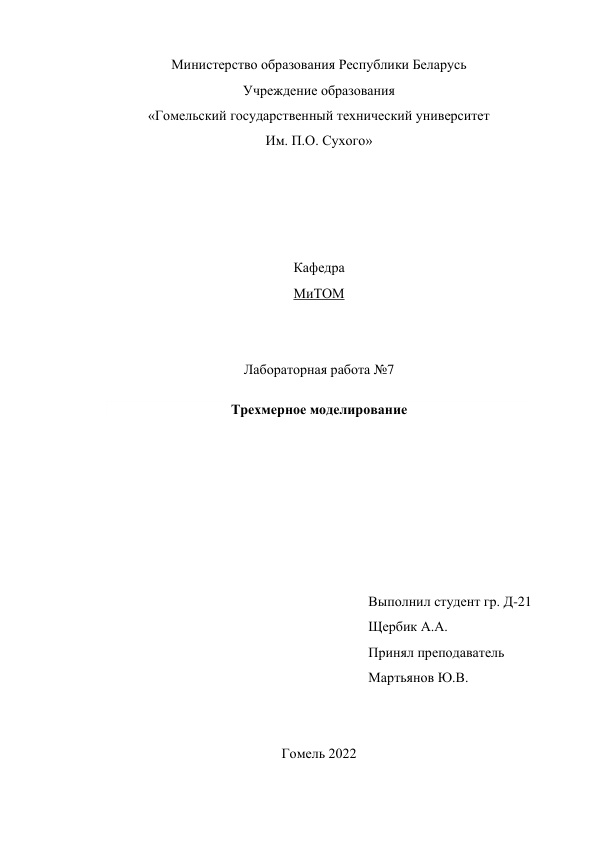 Министерство образования Республики Беларусь
Учреждение образования
«Гомельский государственный технический университет
Им. П.О. Сухого»
Кафедра
МиТОМ
Лабораторная работа №7
Трехмерное моделирование
Выполнил студент гр. Д-21
Щербик А.А.
Принял преподаватель
Мартьянов Ю.В.
Гомель 2022